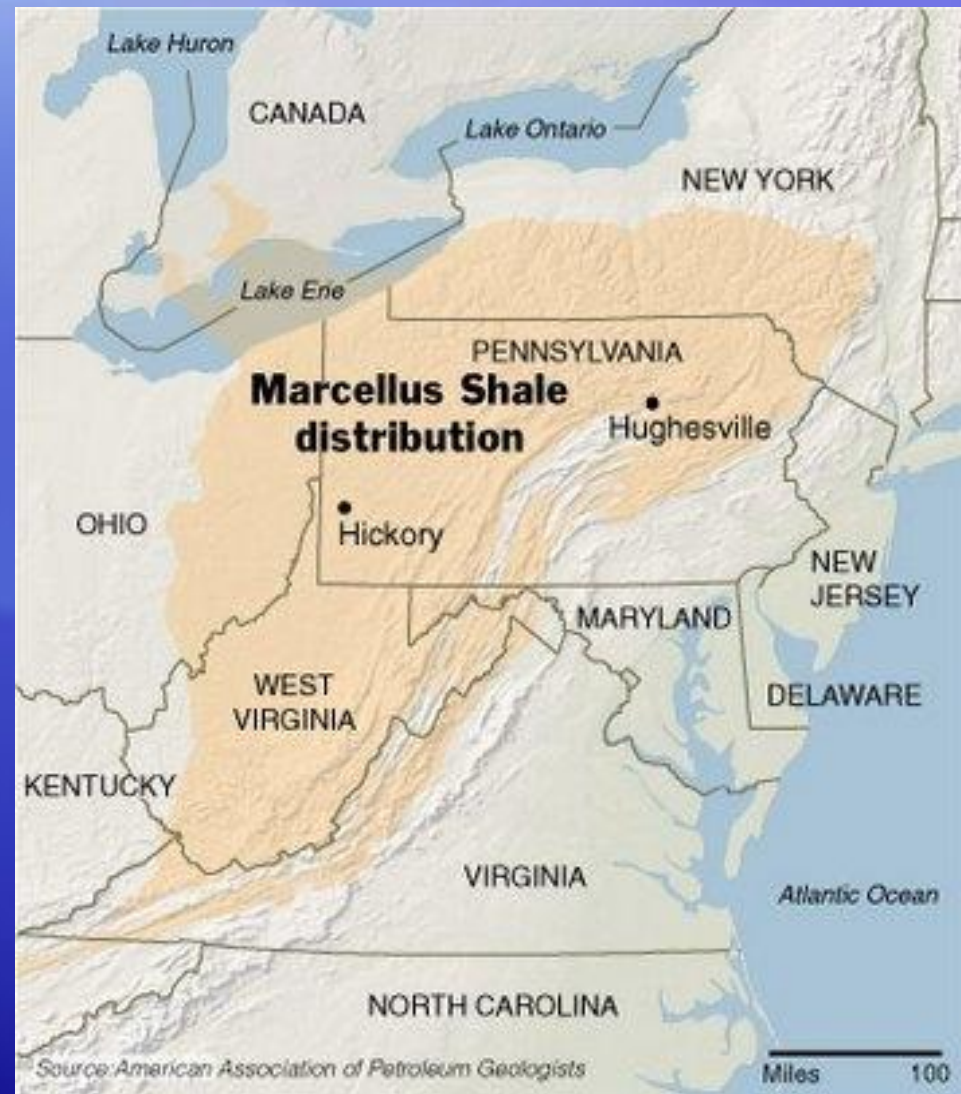 Lake Huron
CANADA
Lake Ontario
NEW YORK
Lake Erie
PENNSYLVANIA
Marcellus Shale
distribution
Hughesville
OHIO
Hickory
NEW
JERSEY
MARYLAND
WEST
VIRGINIA
DELAWARE
KENTUCKY
VIRGINIA
Atlantic Ocean
NORTH CAROLINA
Source:American Association of Petroleum Geologists
Miles 100